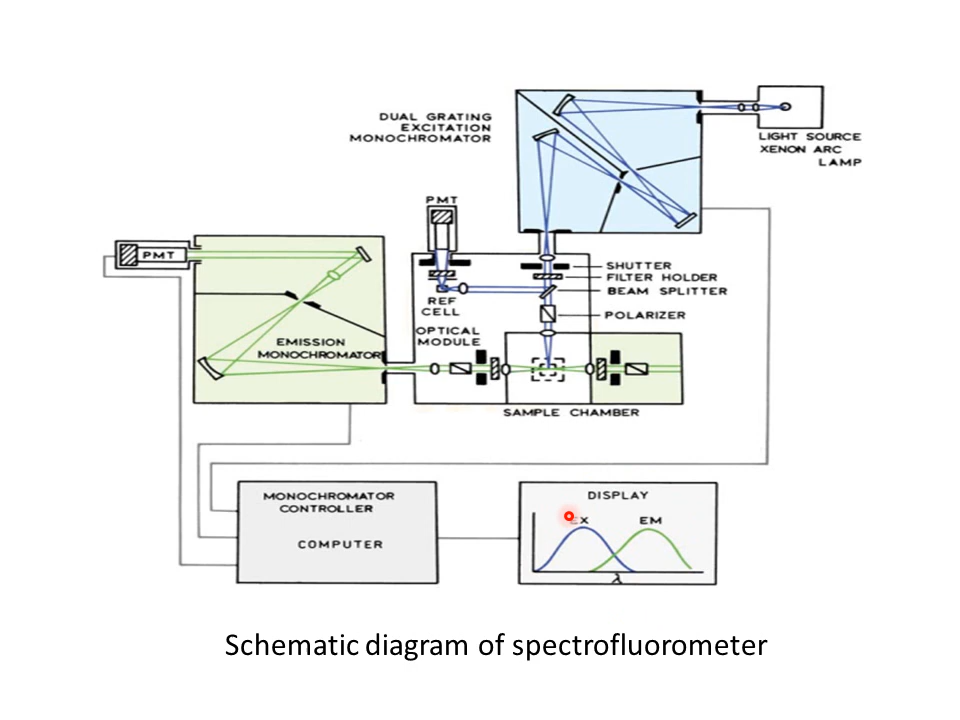 DUAL GRATING
EXCITATION
MONOCHROMATOR
LIGHT SOURCE
XENON ARC
LAMP
PMT
PMT
SHUTTER
FILTER HOLDER
BEAM SPLITTER
POLARIZER
REF
CELL
OPTICAL
MODULE
EMISSION
MONOCHROMATOR
SAMPLE CHAMBER
MONOCHROMATOR
CONTROLLER
COMPUTER
DISPLAY
EX
EM
λ
Schematic diagram of spectrofluorometer